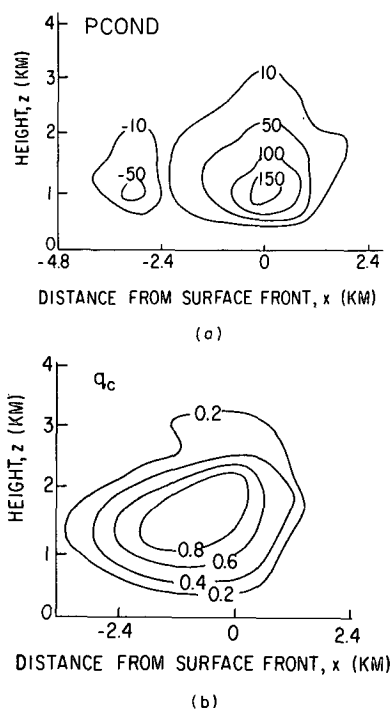 PCOND
HEIGHT, z (KM)
4
3
2
1
0
-10
-50
10
50
100
150
-4.8 -2.4 0 2.4
DISTANCE FROM SURFACE FRONT, x (KM)
(a)
qc
HEIGHT, z (KM)
4
3
2
1
0
0.2
0.8
0.6
0.4
0.2
-2.4 0 2.4
DISTANCE FROM SURFACE FRONT, x (KM)
(b)